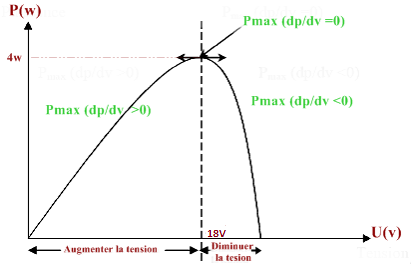 P(w)
Pmax (dp/dv =0)
4w
Pmax (dp/dv >0)
Pmax (dp/dv <0)
18V
U(v)
Augmenter la tension
Diminuer
la tesion